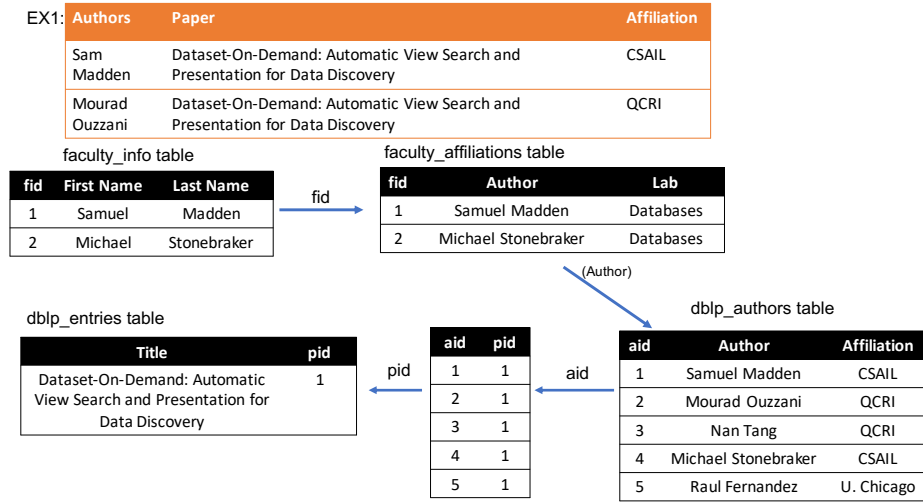 EX1:
Authors Paper Affiliation
Sam Dataset-On-Demand: Automatic View Search and CSAIL
Madden Presentation for Data Discovery
Mourad Dataset-On-Demand: Automatic View Search and QCRI
Ouzzani Presentation for Data Discovery
faculty_info table
fid First Name Last Name
1 Samuel Madden
2 Michael Stonebraker
fid
faculty_affiliations table
fid Author Lab
1 Samuel Madden Databases
2 Michael Stonebraker Databases
(Author)
dblp_authors table
aid Author Affiliation
1 Samuel Madden CSAIL
2 Mourad Ouzzani QCRI
3 Nan Tang QCRI
4 Michael Stonebraker CSAIL
5 Raul Fernandez U. Chicago
aid
aid pid
1 1
2 1
3 1
4 1
5 1
pid
dblp_entries table
Title pid
Dataset-On-Demand: Automatic 1
View Search and Presentation for
Data Discovery